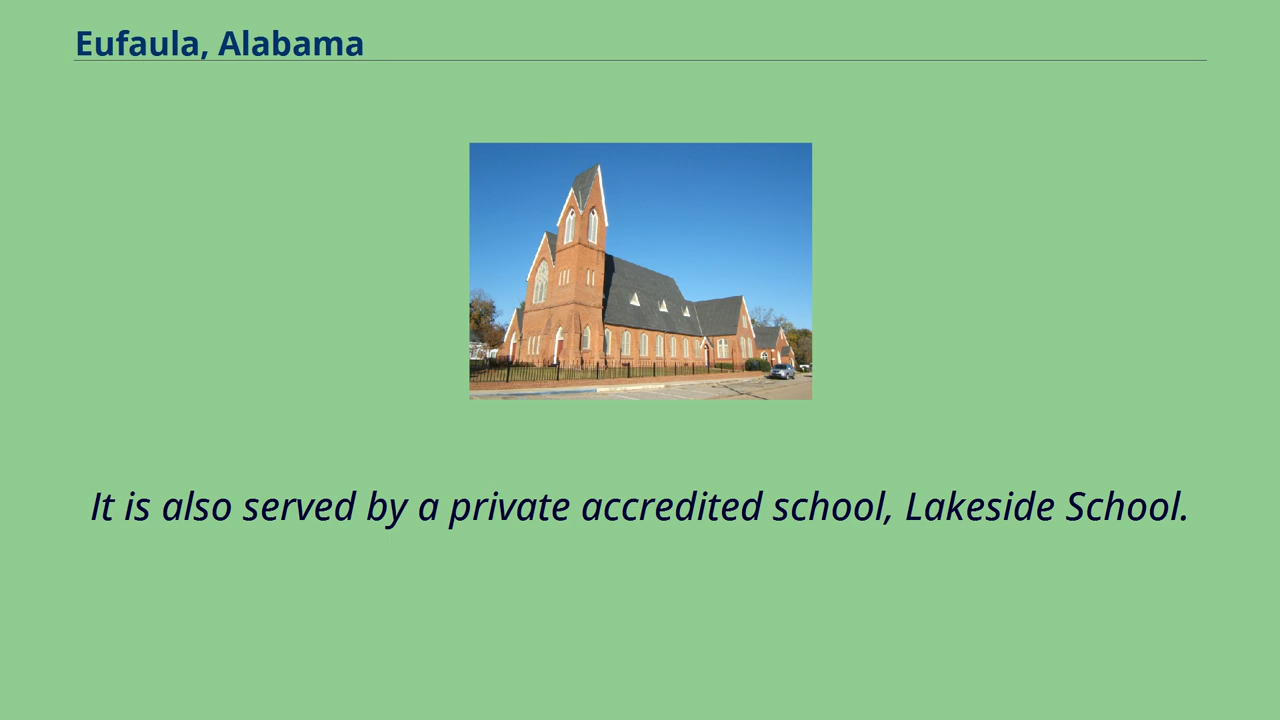 Eufaula, Alabama
It is also served by a private accredited school, Lakeside School.